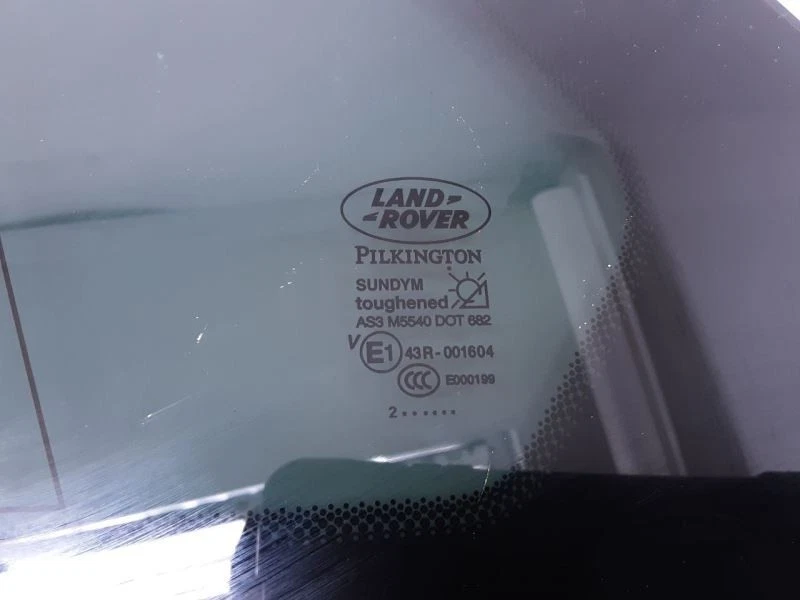 LAND-
-ROVER
PILKINGTON
SUNDYM
toughened
AS3 M5540 DOT 682
V E1 43R-001604
CCC E000199
2......